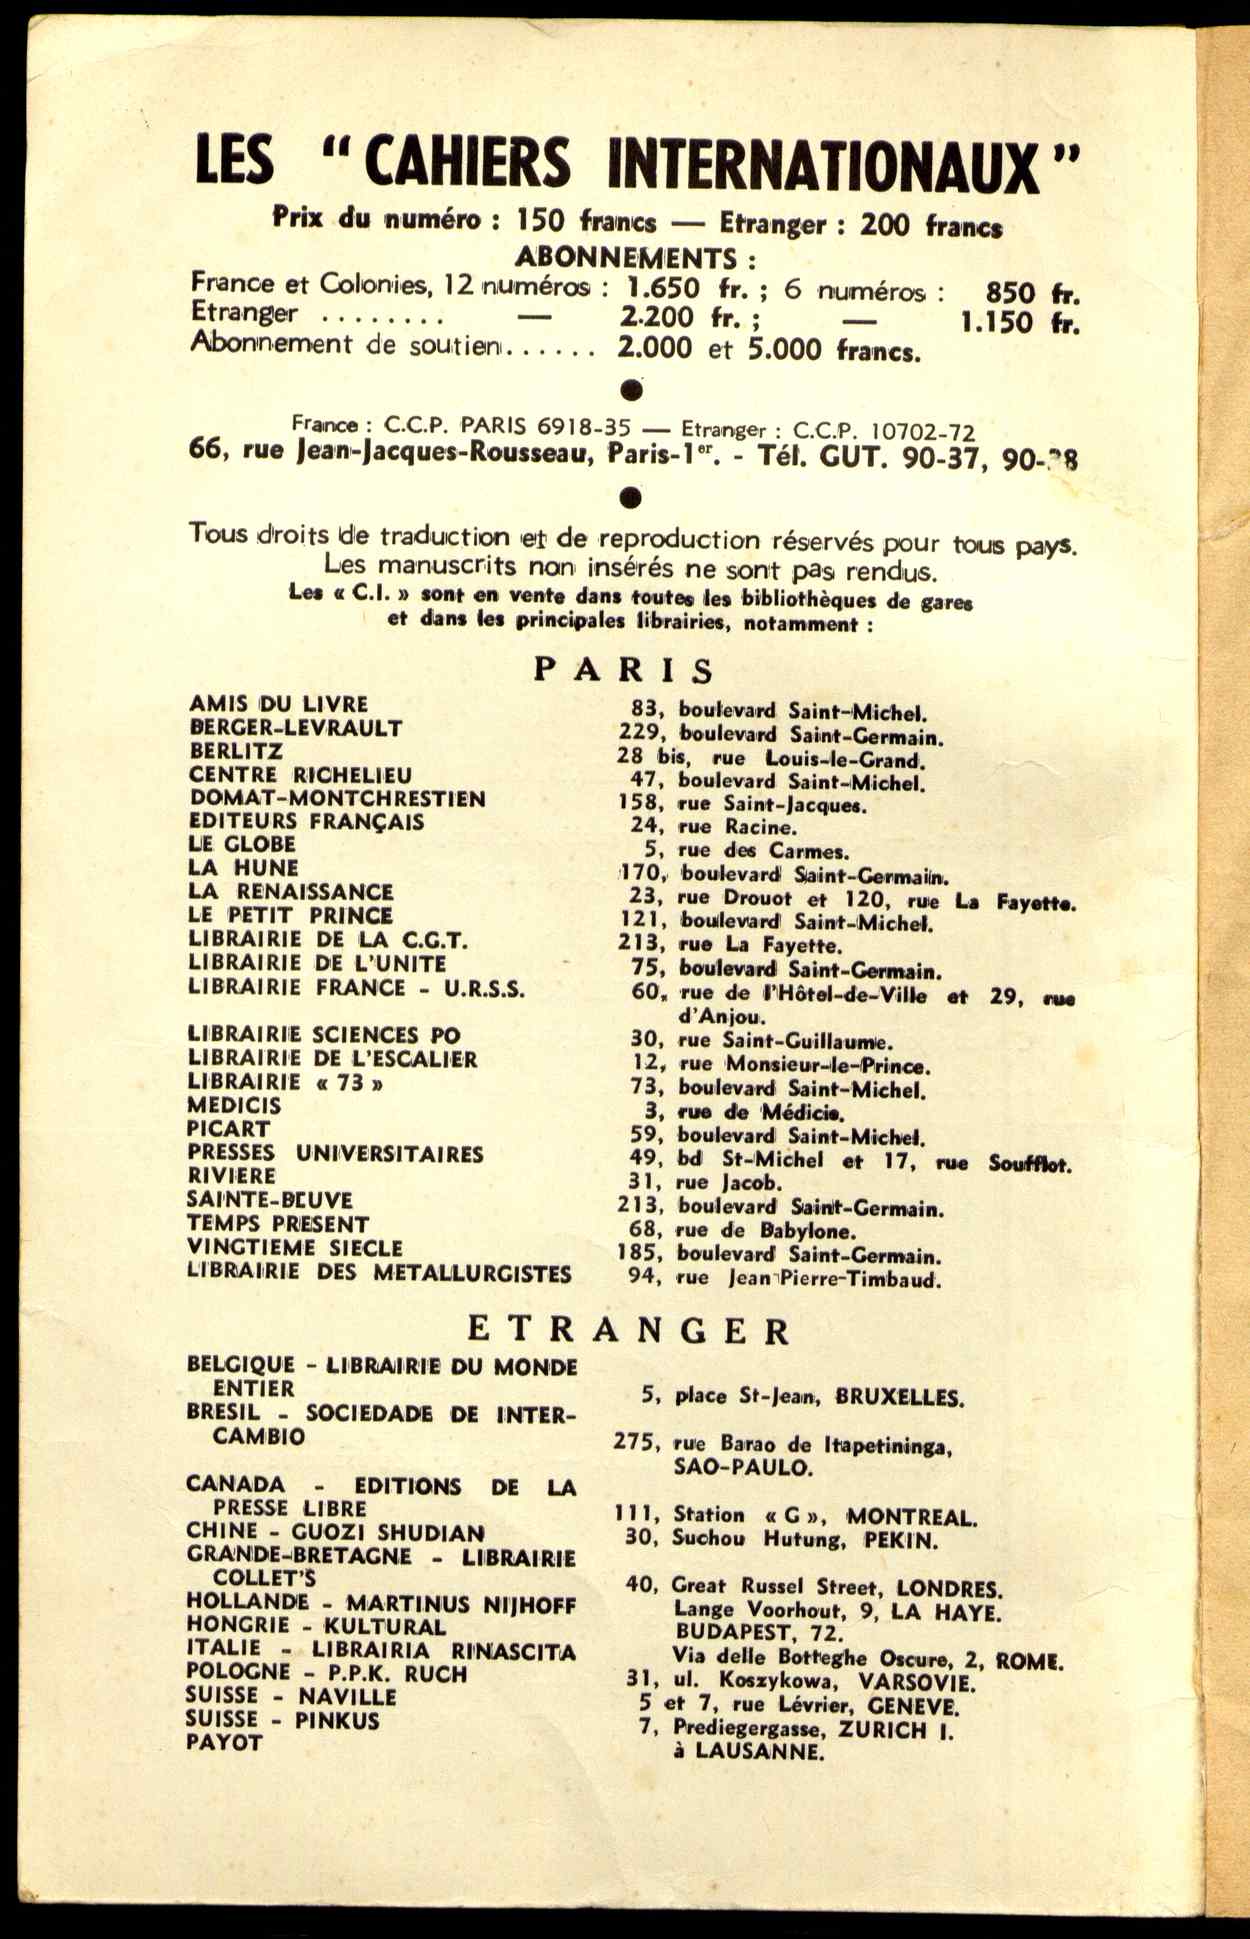 LES "CAHIERS INTERNATIONAUX"
Prix du numéro : 150 francs — Etranger : 200 francs
ABONNEMENTS :
France et Colonies, 12 numéros : 1.650 fr. ; 6 numéros : 850 fr.
Etranger ........ — 2.200 fr. ; — 1.150 fr.
Abonnement de soutien...... 2.000 et 5.000 francs.
France : C.C.P. PARIS 6918-35 — Etranger : C.C.P. 10702-72
66, rue Jean-Jacques-Rousseau, Paris-1er. - Tél. GUT. 90-37, 90-38
Tous droits de traduction et de reproduction réservés pour tous pays.
Les manuscrits non insérés ne sont pas rendus.
Les « C.I. » sont en vente dans toutes les bibliothèques de gares
et dans les principales librairies, notamment :
PARIS
AMIS DU LIVRE 83, boulevard Saint-Michel.
BERGER-LEVRAULT 229, boulevard Saint-Germain.
BERLITZ 28 bis, rue Louis-le-Grand.
CENTRE RICHELIEU 47, boulevard Saint-Michel.
DOMAT-MONTCHRESTIEN 158, rue Saint-Jacques.
EDITEURS FRANÇAIS 24, rue Racine.
LE GLOBE 5, rue des Carmes.
LA HUNE 170, boulevard Saint-Germain.
LA RENAISSANCE 23, rue Drouot et 120, rue La Fayette.
LE PETIT PRINCE 121, boulevard Saint-Michel.
LIBRAIRIE DE LA C.G.T. 213, rue La Fayette.
LIBRAIRIE DE L'UNITE 75, boulevard Saint-Germain.
LIBRAIRIE FRANCE - U.R.S.S. 60, rue de l'Hôtel-de-Ville et 29, rue
d'Anjou.
LIBRAIRIE SCIENCES PO 30, rue Saint-Guillaume.
LIBRAIRIE DE L'ESCALIER 12, rue Monsieur-le-Prince.
LIBRAIRIE « 73 » 73, boulevard Saint-Michel.
MEDICIS 3, rue de Médicis.
PICART 59, boulevard Saint-Michel.
PRESSES UNIVERSITAIRES 49, bd St-Michel et 17, rue Soufflot.
RIVIERE 31, rue Jacob.
SAINTE-BEUVE 213, boulevard Saint-Germain.
TEMPS PRESENT 68, rue de Babylone.
VINGTIEME SIECLE 185, boulevard Saint-Germain.
LIBRAIRIE DES METALLURGISTES 94, rue Jean-Pierre-Timbaud.
ETRANGER
BELGIQUE - LIBRAIRIE DU MONDE
ENTIER 5, place St-Jean, BRUXELLES.
BRESIL - SOCIEDADE DE INTER-
CAMBIO 275, rue Barao de Itapetininga,
SAO-PAULO.
CANADA - EDITIONS DE LA
PRESSE LIBRE 111, Station « G », MONTREAL.
CHINE - GUOZI SHUDIAN 30, Suchou Hutung, PEKIN.
GRANDE-BRETAGNE - LIBRAIRIE
COLLET'S 40, Great Russel Street, LONDRES.
HOLLANDE - MARTINUS NIJHOFF Lange Voorhout, 9, LA HAYE.
HONGRIE - KULTURAL BUDAPEST, 72.
ITALIE - LIBRAIRIA RINASCITA Via delle Botteghe Oscure, 2, ROME.
POLOGNE - P.P.K. RUCH 31, ul. Koszykowa, VARSOVIE.
SUISSE - NAVILLE 5 et 7, rue Lévrier, GENEVE.
SUISSE - PINKUS 7, Prediegergasse, ZURICH I.
PAYOT à LAUSANNE.